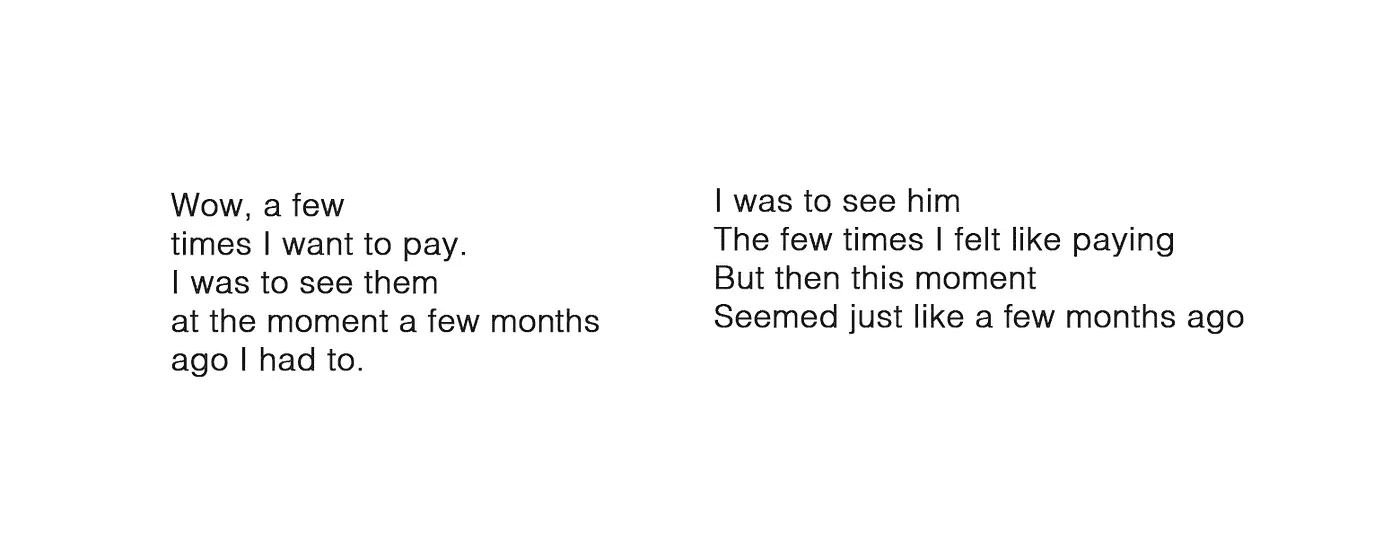 Wow, a few
times I want to pay.
I was to see them
at the moment a few months
ago I had to.
I was to see him
The few times I felt like paying
But then this moment
Seemed just like a few months ago